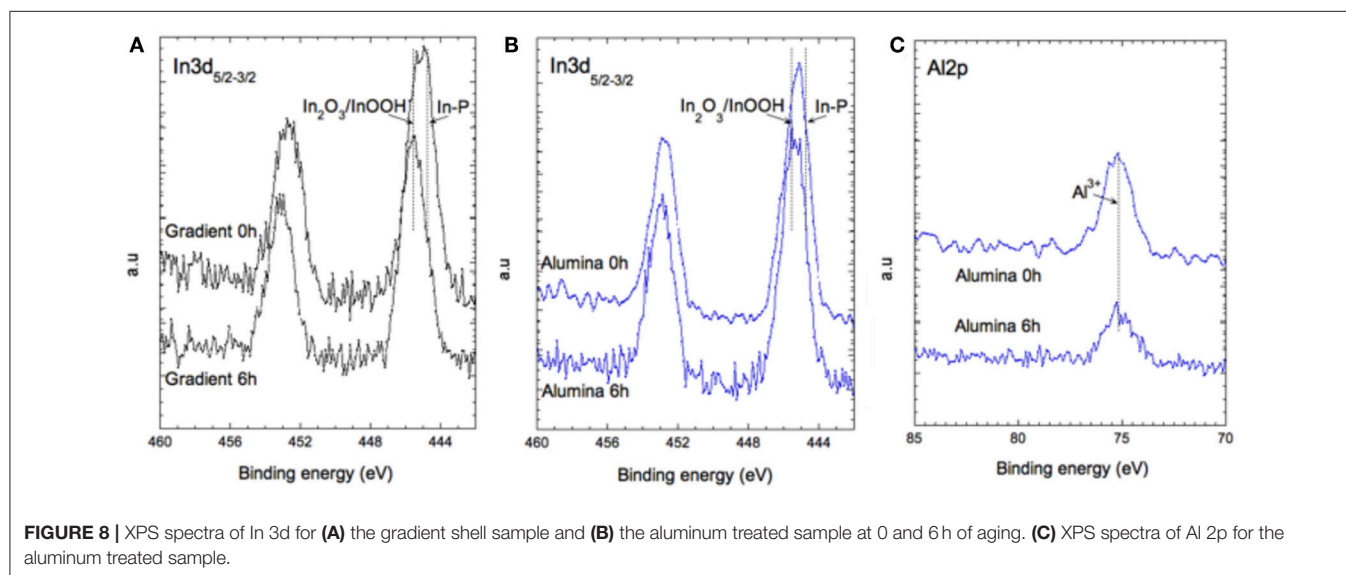 A
In3d5/2-3/2
In2O3/InOOH
In-P
Gradient 0h
Gradient 6h
a.u
460 456 452 448 444
Binding energy (eV)
B
In3d5/2-3/2
In2O3/InOOH
In-P
Alumina 0h
Alumina 6h
a.u
460 456 452 448 444
Binding energy (eV)
C
Al2p
Al3+
Alumina 0h
Alumina 6h
a.u
85 80 75 70
Binding energy (eV)
FIGURE 8 | XPS spectra of In 3d for (A) the gradient shell sample and (B) the aluminum treated sample at 0 and 6 h of aging. (C) XPS spectra of Al 2p for the
aluminum treated sample.